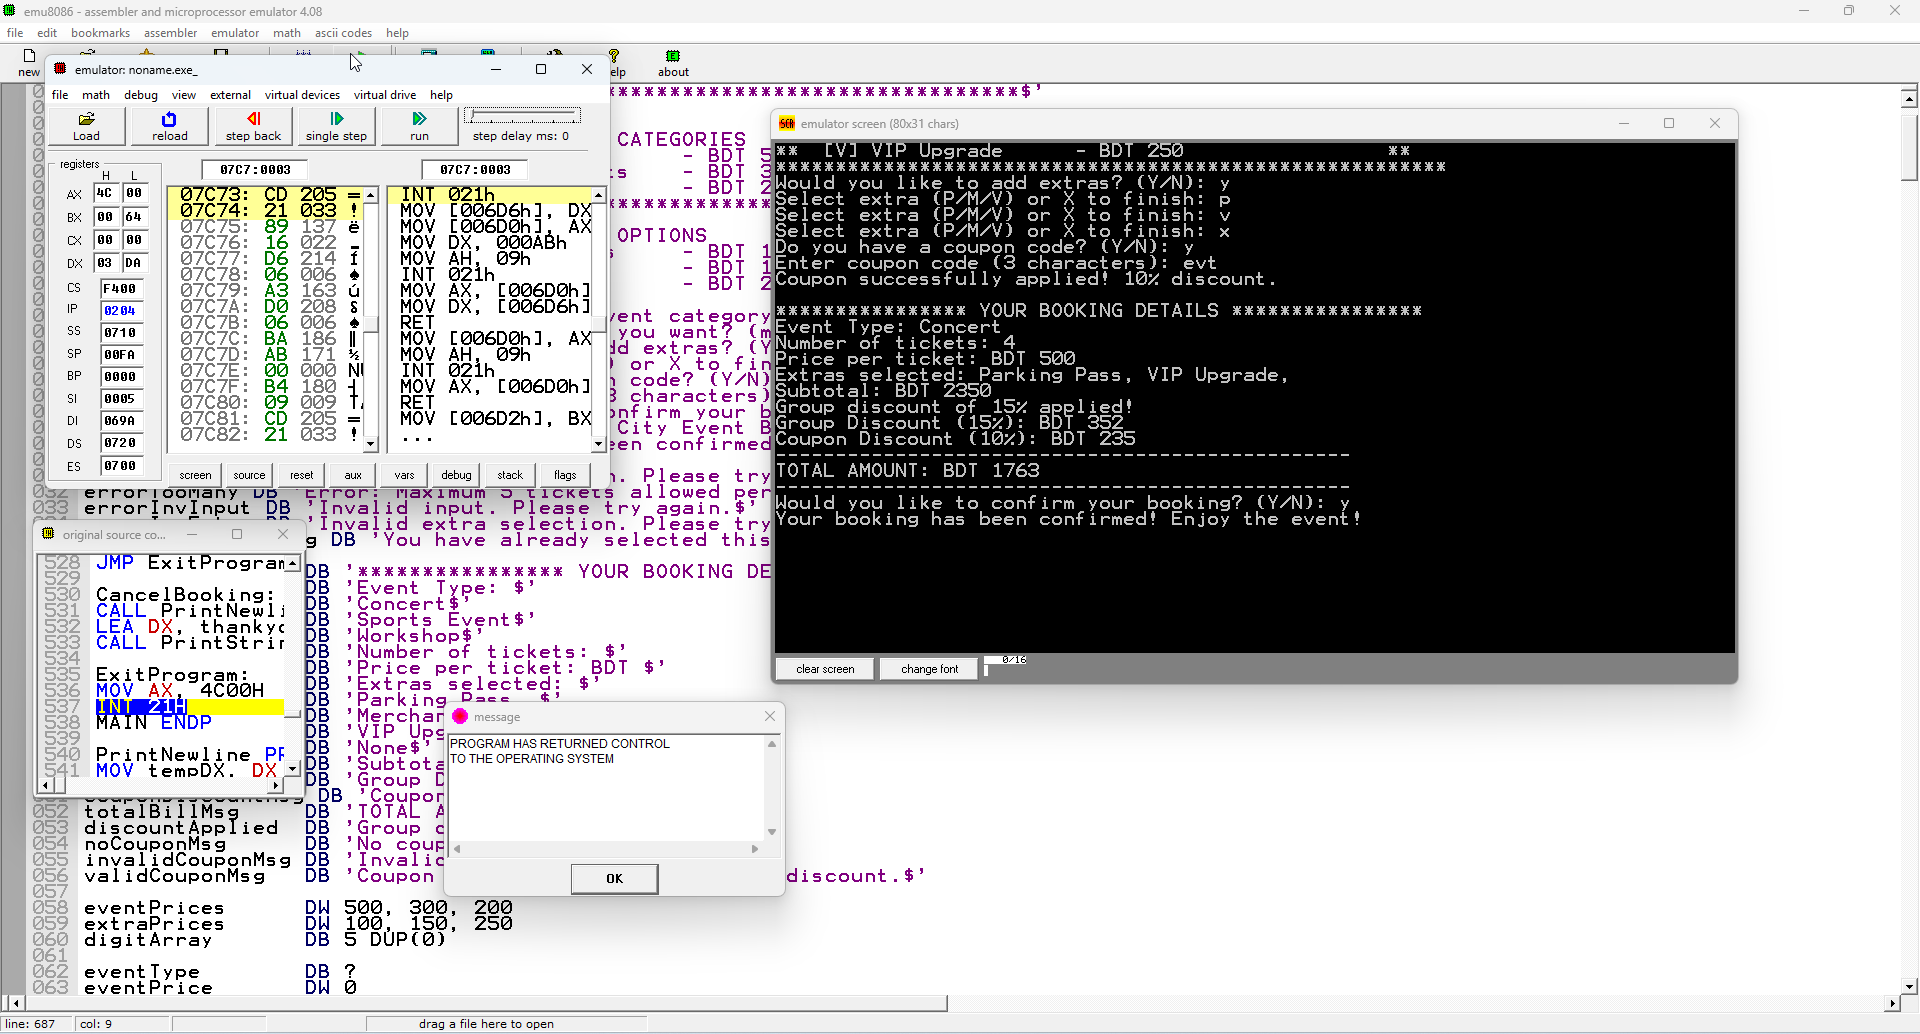 emu8086 - assembler and microprocessor emulator 4.08
file edit bookmarks assembler emulator math ascii codes help
new about
emulator: noname.exe_
file math debug view external virtual devices virtual drive help
Load reload step back single step run step delay ms: 0
registers
H L
AX 4C 00
BX 00 64
CX 00 00
DX 03 DA
CS F400
IP 0204
SS 0710
SP 00FA
BP 0000
SI 0005
DI 069A
DS 0720
ES 0700
07C7:0003 07C7:0003
07C73: CD 205 =
07C74: 21 033 !
07C75: 89 137 ë
07C76: 16 022
07C77: D6 214
07C78: 06 006 ♠
07C79: A3 163 ú
07C7A: D0 208
07C7B: 06 006 ♠
07C7C: BA 186 ║
07C7D: AB 171 ½
07C7E: 00 000
07C7F: B4 180 ┤
07C80: 09 009
07C81: CD 205 =
07C82: 21 033 !
INT 021h
MOV [006D6h], DX
MOV [006D0h], AX
MOV DX, 000ABh
MOV AH, 09h
INT 021h
MOV AX, [006D0h]
MOV DX, [006D6h]
RET
MOV [006D0h], AX
MOV AH, 09h
INT 021h
MOV AX, [006D0h]
RET
MOV [006D2h], BX
...
screen source reset aux vars debug stack flags
CATEGORIES
- BDT 5
- BDT 3
- BDT 2
OPTIONS
- BDT 1
- BDT 1
- BDT 2
emulator screen (80x31 chars)
** [V] VIP Upgrade - BDT 250 **
Would you like to add extras? (Y/N): y
Select extra (P/M/V) or X to finish: p
Select extra (P/M/V) or X to finish: v
Select extra (P/M/V) or X to finish: x
Do you have a coupon code? (Y/N): y
Enter coupon code (3 characters): evt
Coupon successfully applied! 10% discount.
**************** YOUR BOOKING DETAILS ****************
Event Type: Concert
Number of tickets: 4
Price per ticket: BDT 500
Extras selected: Parking Pass, VIP Upgrade,
Subtotal: BDT 2350
Group discount of 15% applied!
Group Discount (15%): BDT 352
Coupon Discount (10%): BDT 235
TOTAL AMOUNT: BDT 1763
Would you like to confirm your booking? (Y/N): y
Your booking has been confirmed! Enjoy the event!
clear screen change font 0/16
032 errorTooMany DB 'Error: Maximum 5 tickets allowed per
033 errorInvInput DB 'Invalid input. Please try again.$'
'Invalid extra selection. Please try
DB 'You have already selected this
original source co...
528 JMP ExitProgram
529
530 CancelBooking:
531 CALL PrintNewli
532 LEA DX, thankyo
533 CALL PrintStrin
534
535 ExitProgram:
536 MOV AX, 4C00H
537 INT 21H
538 MAIN ENDP
539
540 PrintNewline PR
541 MOV tempDX, DX
DB '**************** YOUR BOOKING DE
DB 'Event Type: $'
DB 'Concert$'
DB 'Sports Event$'
DB 'Workshop$'
DB 'Number of tickets: $'
DB 'Price per ticket: BDT $'
DB 'Extras selected: $'
DB 'Parking Pass, $'
DB 'Merchan
DB 'VIP Upg
DB 'None$'
DB 'Subtota
DB 'Group D
DB 'Coupon
052 totalBillMsg DB 'TOTAL A
053 discountApplied DB 'Group d
054 noCouponMsg DB 'No coup
055 invalidCouponMsg DB 'Invalid
056 validCouponMsg DB 'Coupon discount.$'
057
058 eventPrices DW 500, 300, 200
059 extraPrices DW 100, 150, 250
060 digitArray DB 5 DUP(0)
061
062 eventType DB ?
063 eventPrice DW 0
message
PROGRAM HAS RETURNED CONTROL
TO THE OPERATING SYSTEM
OK
line: 687 col: 9 drag a file here to open